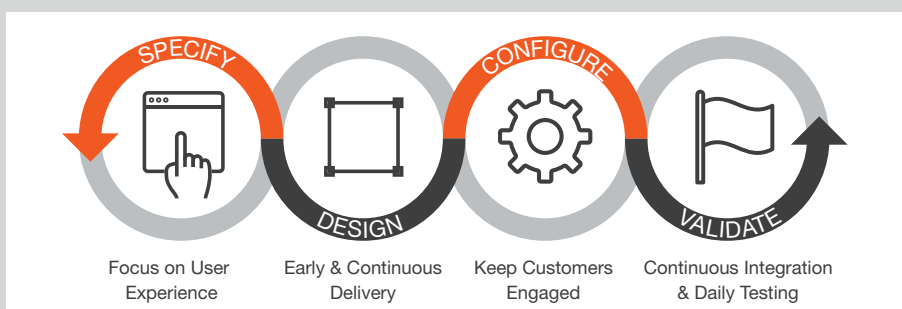 SPECIFY
CONFIGURE
DESIGN
VALIDATE
Focus on User
Experience
Early & Continuous
Delivery
Keep Customers
Engaged
Continuous Integration
& Daily Testing